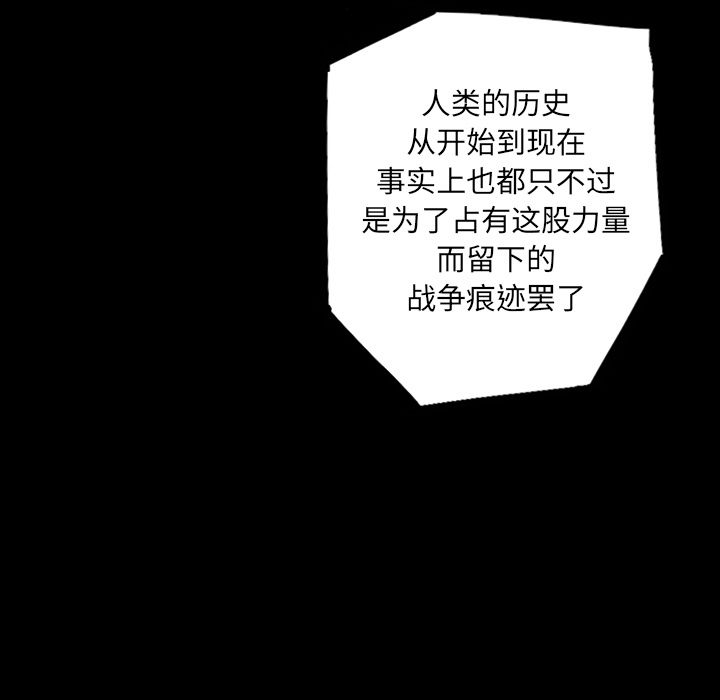 人类的历史
从开始到现在
事实上也都只不过
是为了占有这股力量
而留下的
战争痕迹罢了